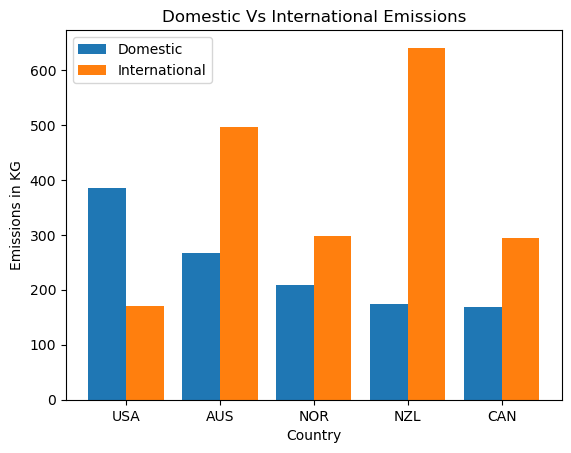 Domestic Vs International Emissions
Domestic
International
Emissions in KG
600
500
400
300
200
100
0
USA AUS NOR NZL CAN
Country